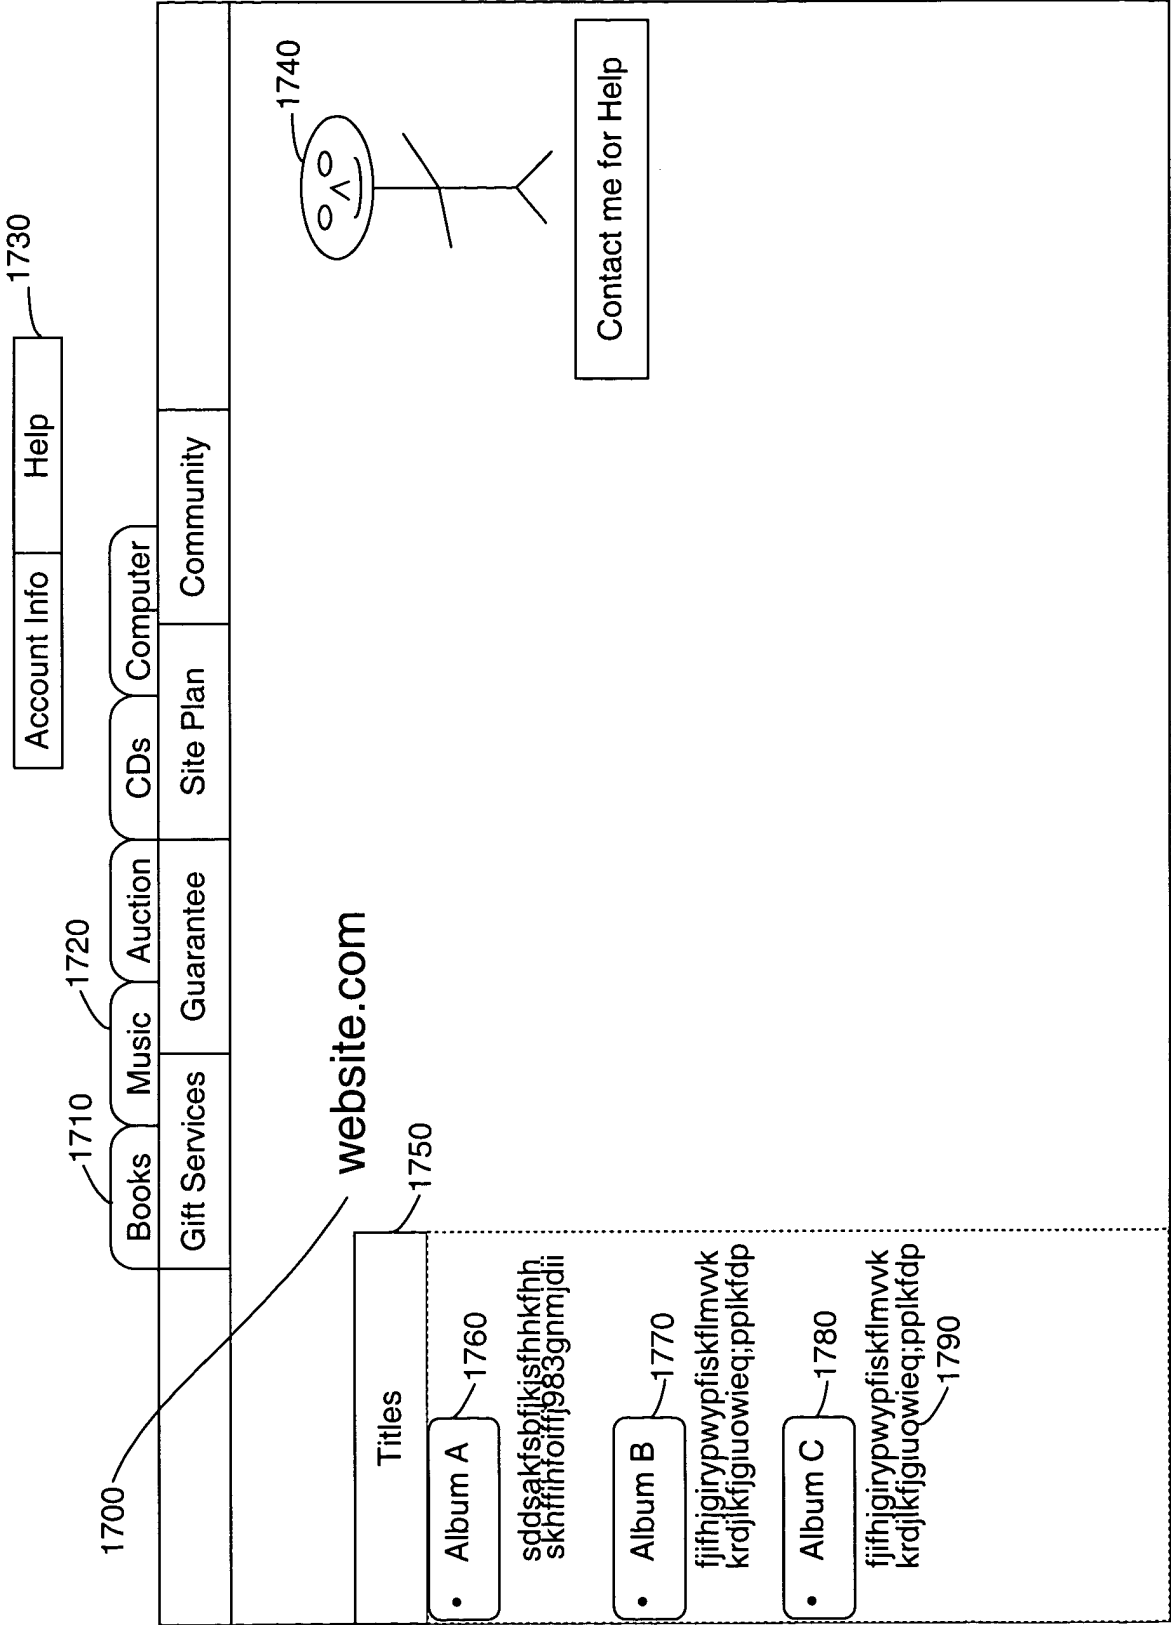 1730
Account Info Help
1710
1720
Books Music Auction CDs Computer
Gift Services Guarantee Site Plan Community
1700
website.com
1740
Contact me for Help
1750
Titles
• Album A
1760
sddsakfsbfjkjsfhhkfhh
skhffihfoiffj983gnmjdii
• Album B
1770
fjifhjgirypwypfiskflmvvk
krdjlkfjgiuowieq;pplkfdp
• Album C
1780
fjifhjgirypwypfiskflmvvk
krdjlkfjgiuowieq;pplkfdp
1790